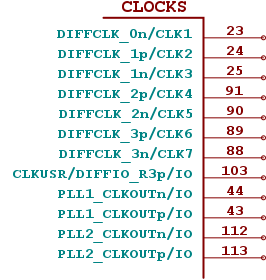 CLOCKS
DIFFCLK_0n/CLK1 23
DIFFCLK_1p/CLK2 24
DIFFCLK_1n/CLK3 25
DIFFCLK_2p/CLK4 91
DIFFCLK_2n/CLK5 90
DIFFCLK_3p/CLK6 89
DIFFCLK_3n/CLK7 88
CLKUSR/DIFFIO_R3p/IO 103
PLL1_CLKOUTn/IO 44
PLL1_CLKOUTp/IO 43
PLL2_CLKOUTn/IO 112
PLL2_CLKOUTp/IO 113